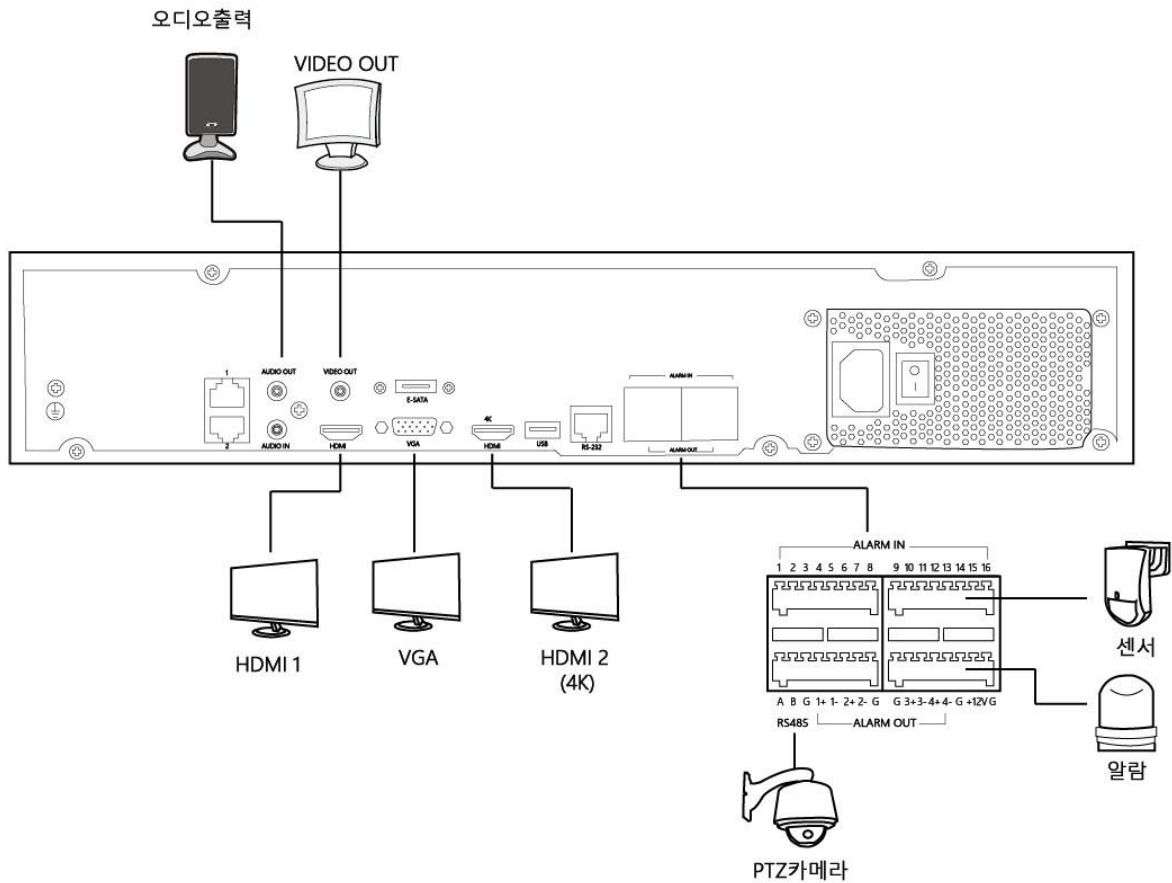 오디오출력
VIDEO OUT
1
AUDIO OUT
VIDEO OUT
E-SATA
ALARM IN
2
AUDIO IN
HDMI
VGA
4K
HDMI
USB
RS-232
ALARM OUT
HDMI 1
VGA
HDMI 2
(4K)
ALARM IN
1 2 3 4 5 6 7 8 9 10 11 12 13 14 15 16
A B G 1+ 1- 2+ 2- G G 3+ 3- 4+ 4- G +12V G
RS485
ALARM OUT
센서
알람
PTZ카메라